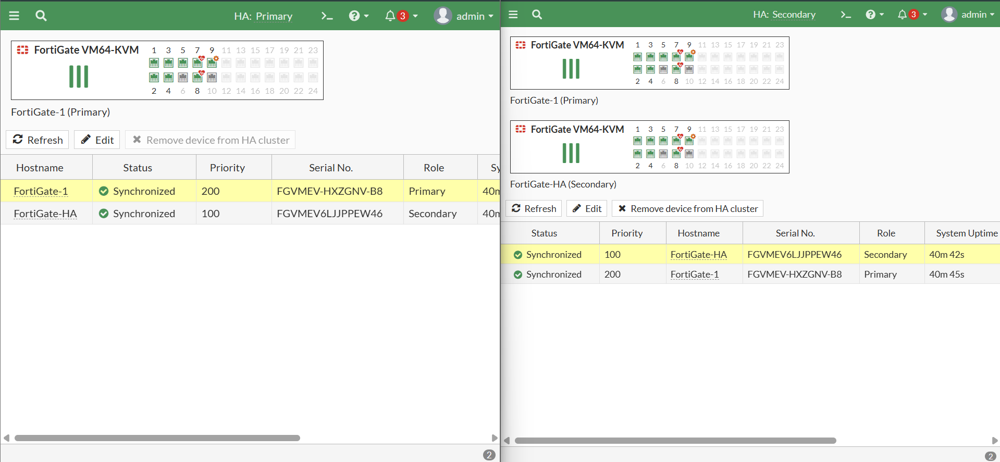 HA: Primary
3
admin
FortiGate VM64-KVM
1 3 5 7 9 11 13 15 17 19 21 23
2 4 6 8 10 12 14 16 18 20 22 24
FortiGate-1 (Primary)
Refresh Edit Remove device from HA cluster
Hostname Status Priority Serial No. Role Sy
FortiGate-1 Synchronized 200 FGVMEV-HXZGNV-B8 Primary 40m
FortiGate-HA Synchronized 100 FGVMEV6LJJPPEW46 Secondary 40m
2
HA: Secondary
3
admin
FortiGate VM64-KVM
1 3 5 7 9 11 13 15 17 19 21 23
2 4 6 8 10 12 14 16 18 20 22 24
FortiGate-1 (Primary)
FortiGate VM64-KVM
1 3 5 7 9 11 13 15 17 19 21 23
2 4 6 8 10 12 14 16 18 20 22 24
FortiGate-HA (Secondary)
Refresh Edit Remove device from HA cluster
Status Priority Hostname Serial No. Role System Uptime
Synchronized 100 FortiGate-HA FGVMEV6LJJPPEW46 Secondary 40m 42s
Synchronized 200 FortiGate-1 FGVMEV-HXZGNV-B8 Primary 40m 45s
2